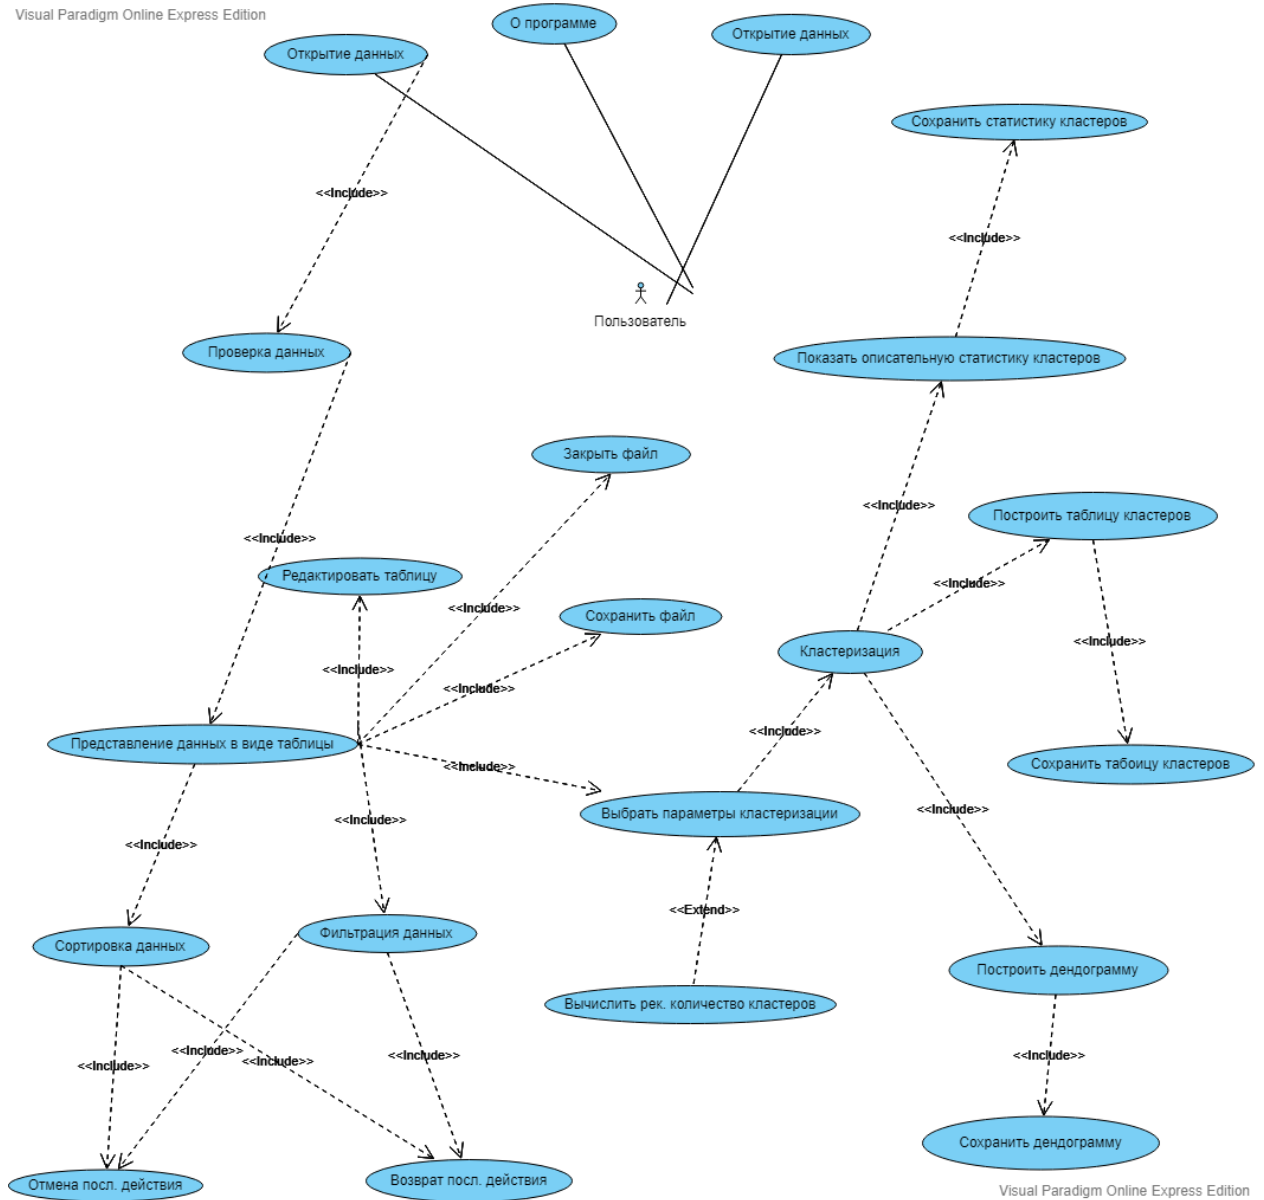 Visual Paradigm Online Express Edition
О программе
Открытие данных
Открытие данных
Сохранить статистику кластеров
<<Include>>
<<Include>>
Пользователь
Проверка данных
Показать описательную статистику кластеров
Закрыть файл
<<Include>>
Построить таблицу кластеров
<<Include>>
Редактировать таблицу
<<Include>>
<<Include>>
Сохранить файл
<<Include>>
Кластеризация
<<Include>>
<<Include>>
<<Include>>
Представление данных в виде таблицы
Сохранить табоицу кластеров
<<Include>>
<<Include>>
Выбрать параметры кластеризации
<<Include>>
<<Include>>
<<Include>>
<<Extend>>
Сортировка данных
Фильтрация данных
Построить дендограмму
Вычислить рек. количество кластеров
<<Include>>
<<Include>>
<<Include>>
<<Include>>
<<Include>>
Сохранить дендограмму
Отмена посл. действия
Возврат посл. действия
Visual Paradigm Online Express Edition